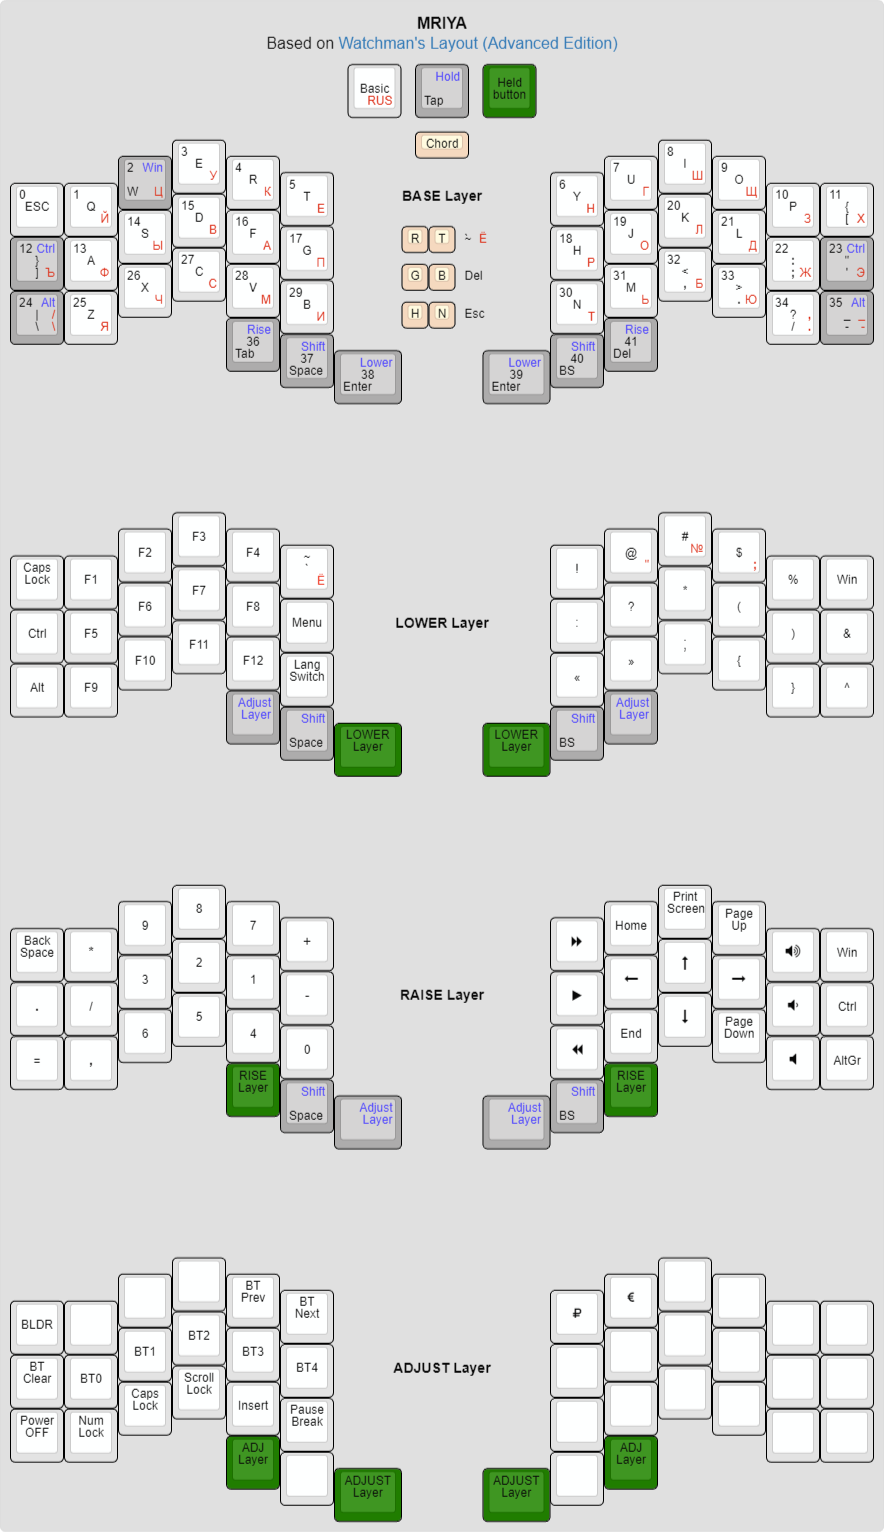 MRIYA
Based on Watchman's Layout (Advanced Edition)
Basic
RUS
Hold
Tap
Held
button
Chord
BASE Layer
0
ESC
1
Q
Й
2 Win
W Ц
3
E
У
4
R
К
5
T
Е
6
Y
Н
7
U
Г
8
I
Ш
9
O
Щ
10
P
З
11
{
[ Х
12 Ctrl
}
] Ъ
13
A
Ф
14
S
Ы
15
D
В
16
F
А
17
G
П
18
H
Р
19
J
О
20
K
Л
21
L
Д
22
:
; Ж
23 Ctrl
"
' Э
24 Alt
| /
\ \
25
Z
Я
26
X
Ч
27
C
С
28
V
М
29
B
И
30
N
Т
31
M
Ь
32
<
, Б
33
>
. Ю
34
? ,
/ .
35 Alt
_ _
- -
R T ~ Ё
G B Del
H N Esc
Rise
36
Tab
Shift
37
Space
Lower
38
Enter
Lower
39
Enter
Shift
40
BS
Rise
41
Del
LOWER Layer
Caps
Lock
F1
F2
F3
F4
~
`
Ё
!
@
"
#
№
$
;
%
Win
Ctrl
F5
F6
F7
F8
Menu
:
?
*
(
)
&
Alt
F9
F10
F11
F12
Lang
Switch
«
»
;
{
}
^
Adjust
Layer
Shift
Space
LOWER
Layer
LOWER
Layer
Shift
BS
Adjust
Layer
RAISE Layer
Back
Space
*
9
8
7
+
Home
Print
Screen
Page
Up
Win
.
/
3
2
1
-
←
↑
→
Ctrl
=
,
6
5
4
0
End
↓
Page
Down
AltGr
RISE
Layer
Shift
Space
Adjust
Layer
Adjust
Layer
Shift
BS
RISE
Layer
ADJUST Layer
BLDR
BT
Prev
BT
Next
₽
€
BT
Clear
BT0
BT1
BT2
BT3
BT4
Power
OFF
Num
Lock
Caps
Lock
Scroll
Lock
Insert
Pause
Break
ADJ
Layer
ADJUST
Layer
ADJUST
Layer
ADJ
Layer